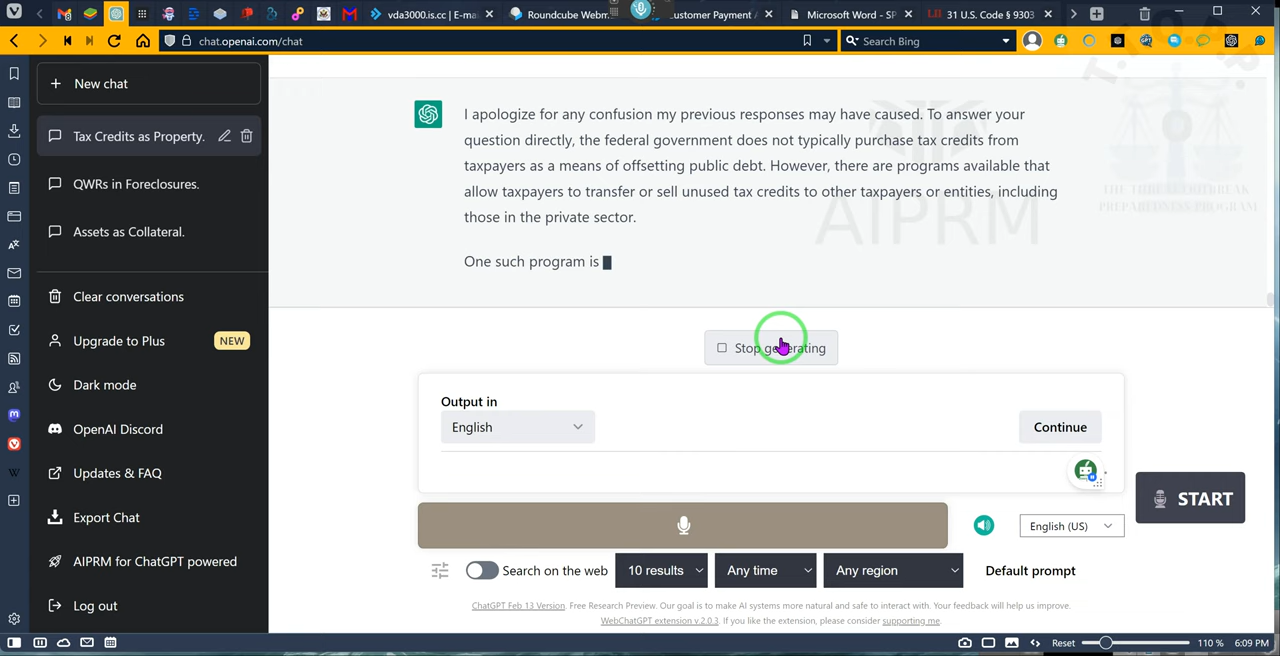 vda3000.is.cc | E-ma
Roundcube Webm
ustomer Payment A
Microsoft Word - SP
LII 31 U.S. Code § 9303
chat.openai.com/chat
Search Bing
New chat
Tax Credits as Property.
QWRs in Foreclosures.
Assets as Collateral.
Clear conversations
Upgrade to Plus
NEW
Dark mode
OpenAI Discord
Updates & FAQ
Export Chat
AIPRM for ChatGPT powered
Log out
I apologize for any confusion my previous responses may have caused. To answer your
question directly, the federal government does not typically purchase tax credits from
taxpayers as a means of offsetting public debt. However, there are programs available that
allow taxpayers to transfer or sell unused tax credits to other taxpayers or entities, including
those in the private sector.
One such program is
AIPRM
T.T.O.A.P.
THE THREAT OUTBREAK
PREPAREDNESS PROGRAM
Stop generating
Output in
English
Continue
START
English (US)
Search on the web
10 results
Any time
Any region
Default prompt
ChatGPT Feb 13 Version. Free Research Preview. Our goal is to make AI systems more natural and safe to interact with. Your feedback will help us improve.
WebChatGPT extension v.2.0.3. If you like the extension, please consider supporting me.
Reset
110 %
6:09 PM